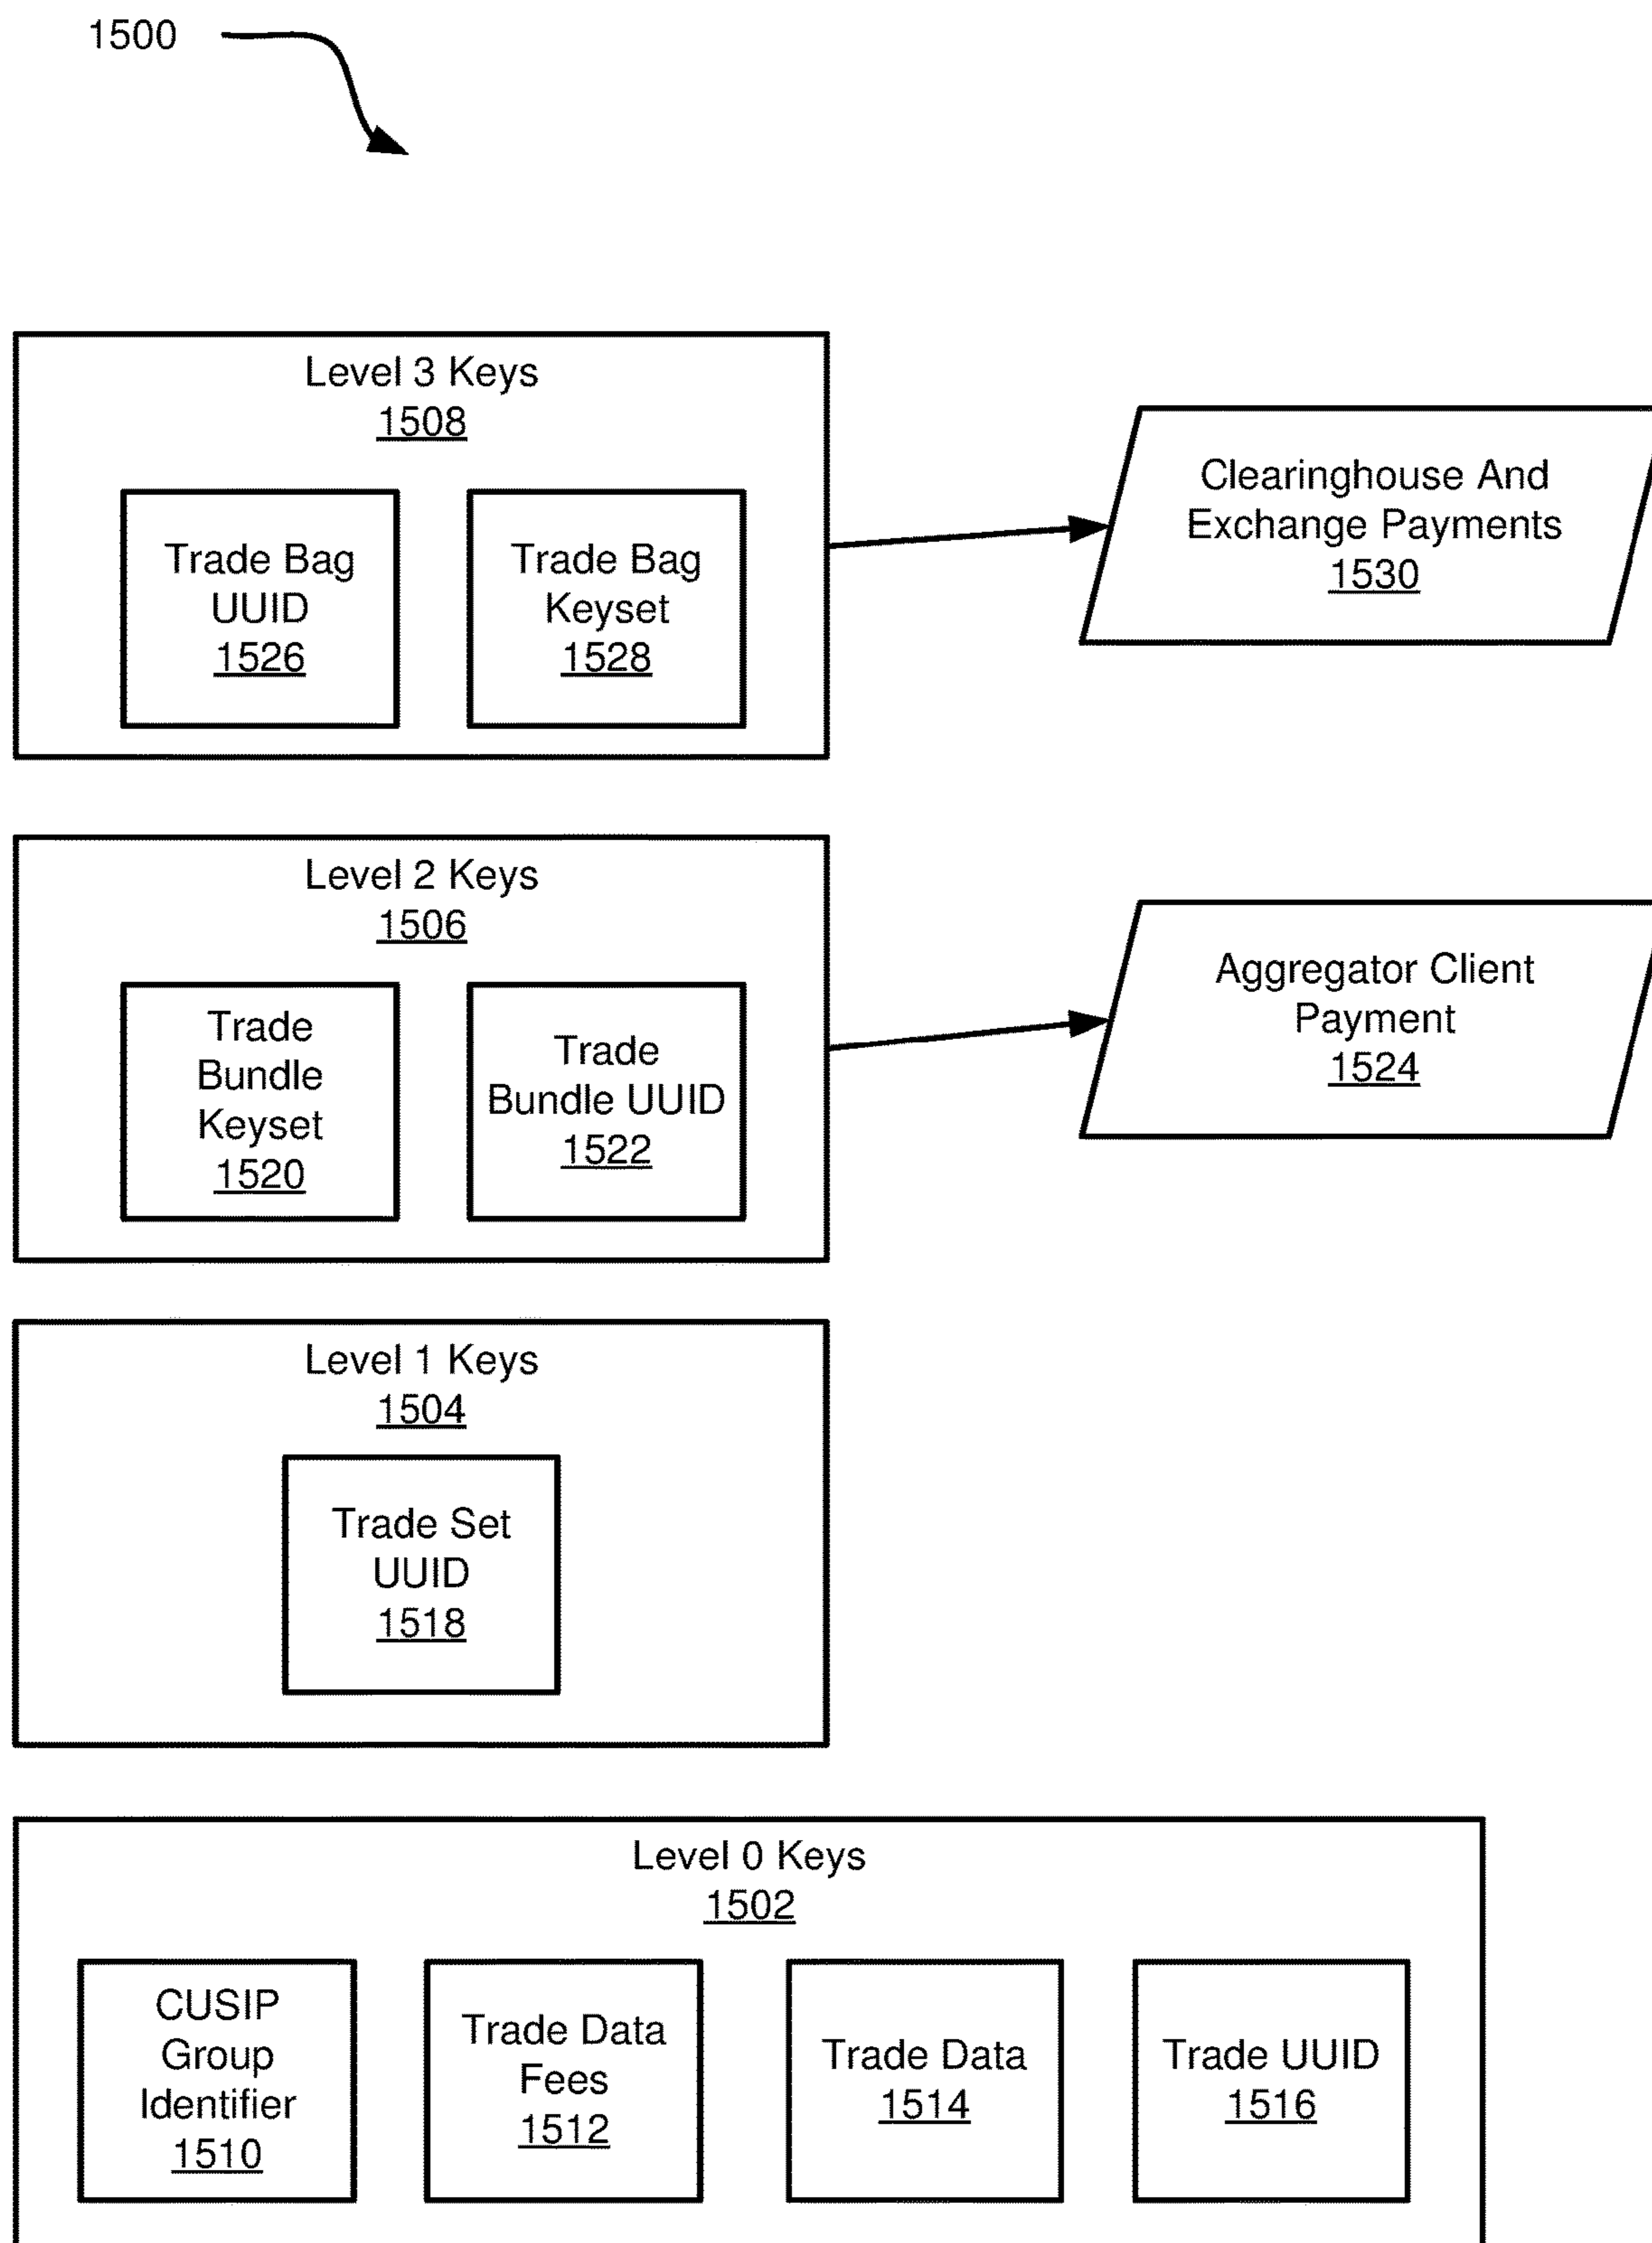 1500
Level 3 Keys
1508
Trade Bag
UUID
1526
Trade Bag
Keyset
1528
Clearinghouse And
Exchange Payments
1530
Level 2 Keys
1506
Trade
Bundle
Keyset
1520
Trade
Bundle UUID
1522
Aggregator Client
Payment
1524
Level 1 Keys
1504
Trade Set
UUID
1518
Level 0 Keys
1502
CUSIP
Group
Identifier
1510
Trade Data
Fees
1512
Trade Data
1514
Trade UUID
1516